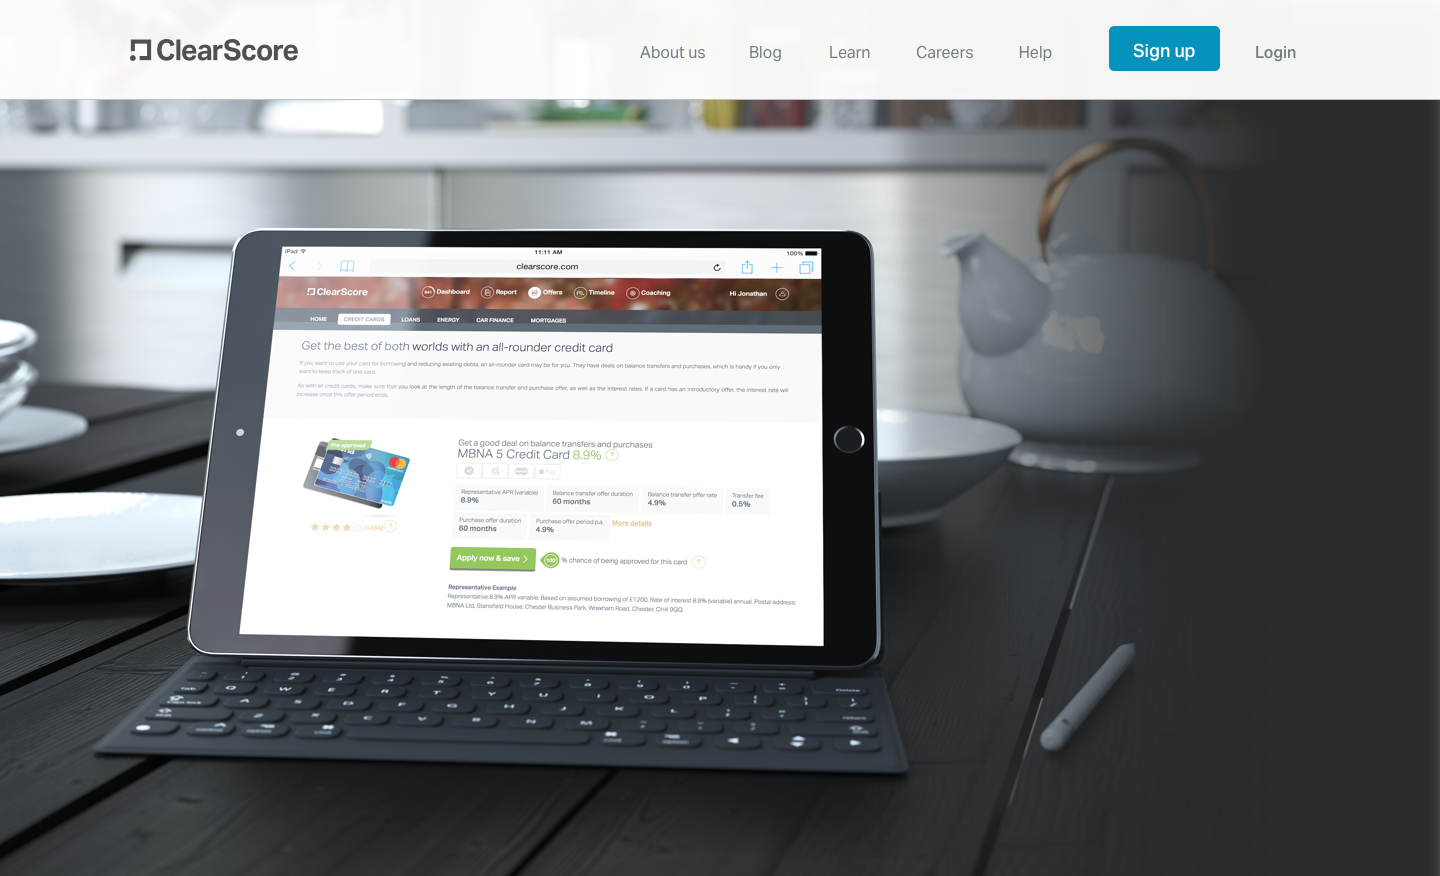 ClearScore
About us
Blog
Learn
Careers
Help
Sign up
Login
iPad
11:11 AM
100%
clearscore.com
ClearScore
541
Dashboard
Report
Offers
Timeline
Coaching
Hi Jonathan
HOME
CREDIT CARDS
LOANS
ENERGY
CAR FINANCE
MORTGAGES
Get the best of both worlds with an all-rounder credit card
If you want to use your card for borrowing and reducing existing debts, an all-rounder card may be for you. They have deals on balance transfers and purchases, which is handy if you only
want to keep track of one card.
As with all credit cards, make sure that you look at the length of the balance transfer and purchase offer, as well as the interest rates. If a card has an introductory offer, the interest rate will
increase once this offer period ends.
Pre-approved
Get a good deal on balance transfers and purchases
MBNA 5 Credit Card 8.9% ?
Pay
Representative APR (variable)
8.9%
Balance transfer offer duration
60 months
Balance transfer offer rate
4.9%
Transfer fee
0.5%
Purchase offer duration
60 months
Purchase offer period p.a.
4.9%
More details
?
Apply now & save
100
% chance of being approved for this card ?
Representative Example
Representative 8.9% APR variable. Based on assumed borrowing of £1200. Rate of interest 8.9% (variable) annual. Postal address:
MBNA Ltd, Stansfield House, Chester Business Park, Wrexham Road, Chester, CH4 9QQ
Delete
Tab Q W E R T Y U I O P
A S D F G H J K L
return
Z X C V B N M